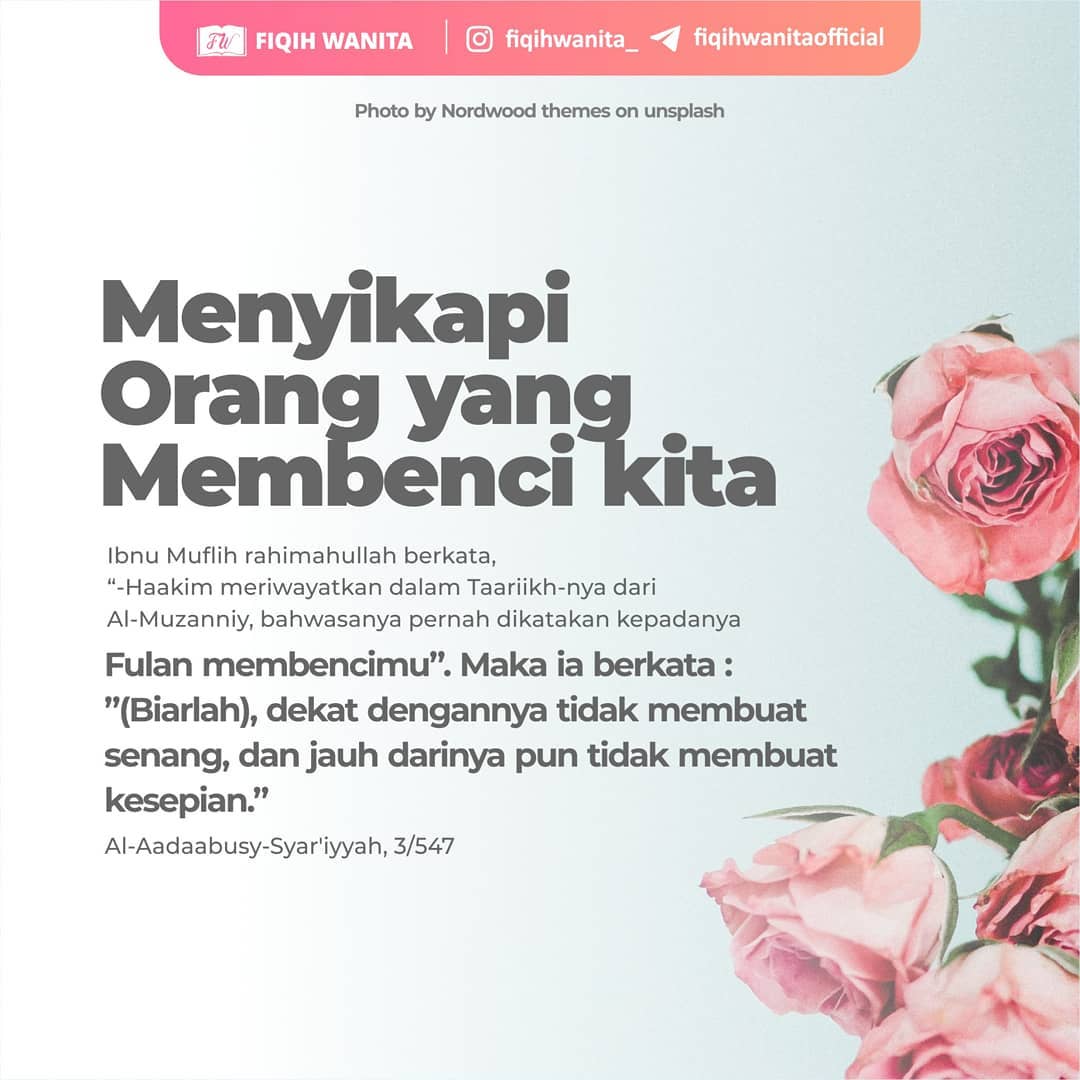 FW FIQIH WANITA fiqihwanita_ fiqihwanitaofficial
Photo by Nordwood themes on unsplash
Menyikapi
Orang yang
Membenci kita
Ibnu Muflih rahimahullah berkata,
“-Haakim meriwayatkan dalam Taariikh-nya dari
Al-Muzanniy, bahwasanya pernah dikatakan kepadanya
Fulan membencimu”. Maka ia berkata :
”(Biarlah), dekat dengannya tidak membuat
senang, dan jauh darinya pun tidak membuat
kesepian.”
Al-Aadaabusy-Syar'iyyah, 3/547